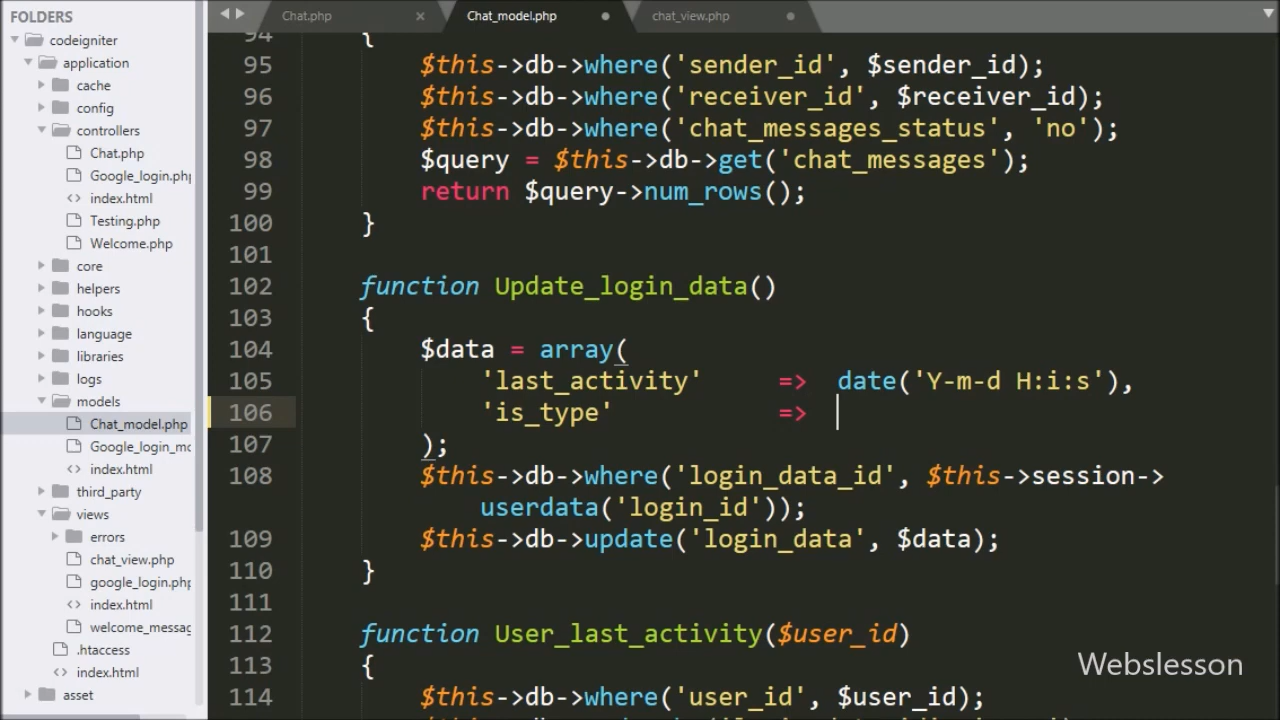 FOLDERS
codeigniter
application
cache
config
controllers
Chat.php
Google_login.php
index.html
Testing.php
Welcome.php
core
helpers
hooks
language
libraries
logs
models
Chat_model.php
Google_login_mo
index.html
third_party
views
errors
chat_view.php
google_login.php
index.html
welcome_messag
.htaccess
index.html
asset
Chat.php × Chat_model.php chat_view.php
94 {
95 $this->db->where('sender_id', $sender_id);
96 $this->db->where('receiver_id', $receiver_id);
97 $this->db->where('chat_messages_status', 'no');
98 $query = $this->db->get('chat_messages');
99 return $query->num_rows();
100 }
101
102 function Update_login_data()
103 {
104 $data = array(
105 'last_activity' => date('Y-m-d H:i:s'),
106 'is_type' =>
107 );
108 $this->db->where('login_data_id', $this->session->
userdata('login_id'));
109 $this->db->update('login_data', $data);
110 }
111
112 function User_last_activity($user_id)
113 {
114 $this->db->where('user_id', $user_id);
Webslesson